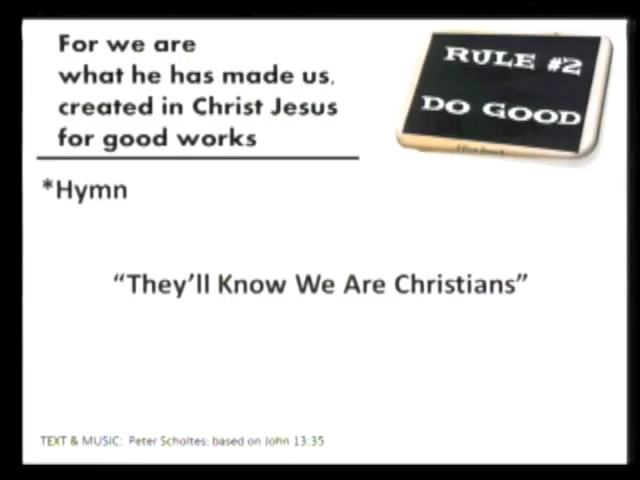 For we are
what he has made us,
created in Christ Jesus
for good works
RULE #2
DO GOOD
*Hymn
“They’ll Know We Are Christians”
TEXT & MUSIC: Peter Scholtes; based on John 13:35